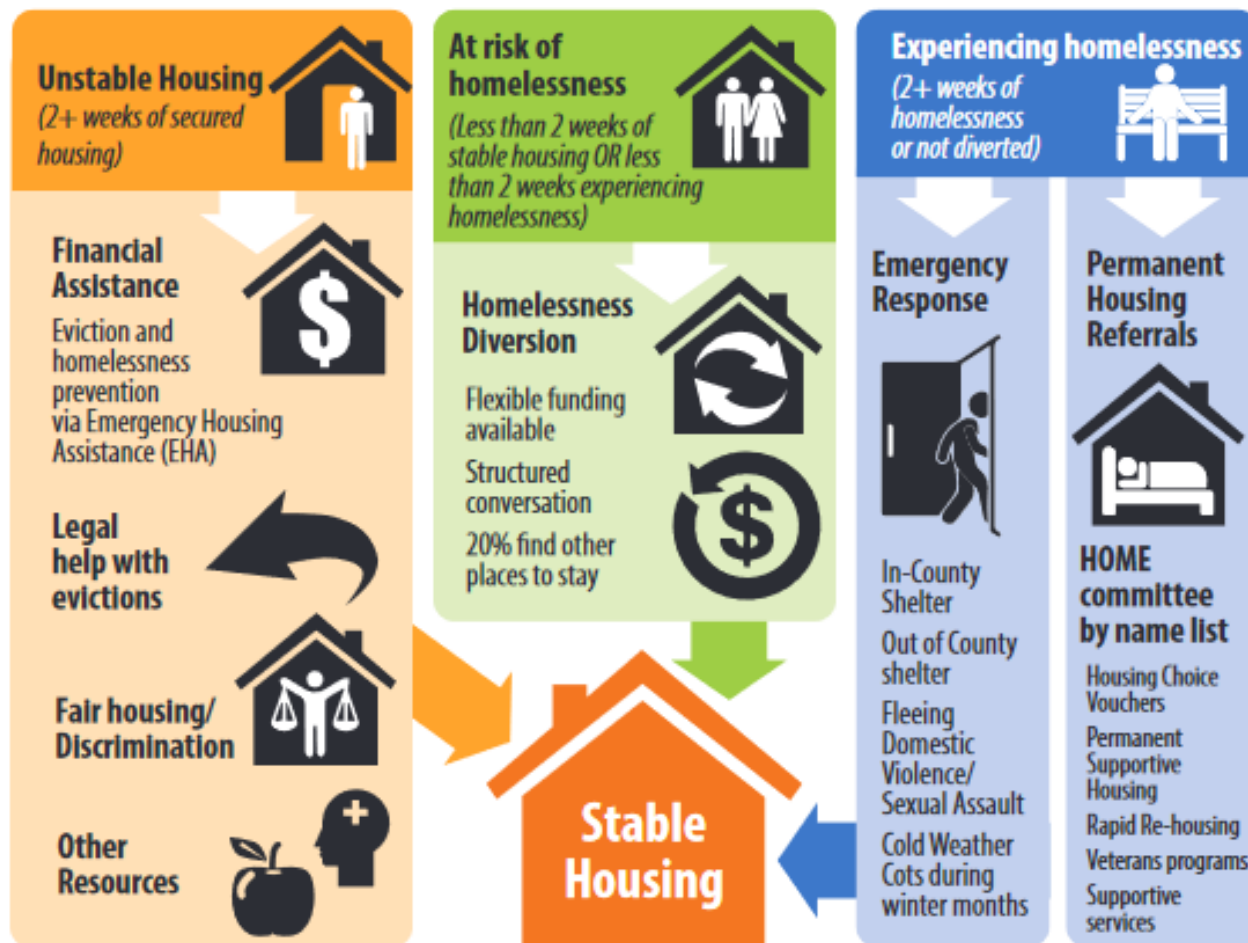 Unstable Housing
(2+ weeks of secured
housing)
Financial
Assistance
Eviction and
homelessness
prevention
via Emergency Housing
Assistance (EHA)
Legal
help with
evictions
Fair housing/
Discrimination
Other
Resources
At risk of
homelessness
(Less than 2 weeks of
stable housing OR less
than 2 weeks experiencing
homelessness)
Homelessness
Diversion
Flexible funding
available
Structured
conversation
20% find other
places to stay
Experiencing homelessness
(2+ weeks of
homelessness
or not diverted)
Emergency
Response
In-County
Shelter
Out of County
shelter
Fleeing
Domestic
Violence/
Sexual Assault
Cold Weather
Cots during
winter months
Permanent
Housing
Referrals
HOME
committee
by name list
Housing Choice
Vouchers
Permanent
Supportive
Housing
Rapid Re-housing
Veterans programs
Supportive
services
Stable
Housing
$
$